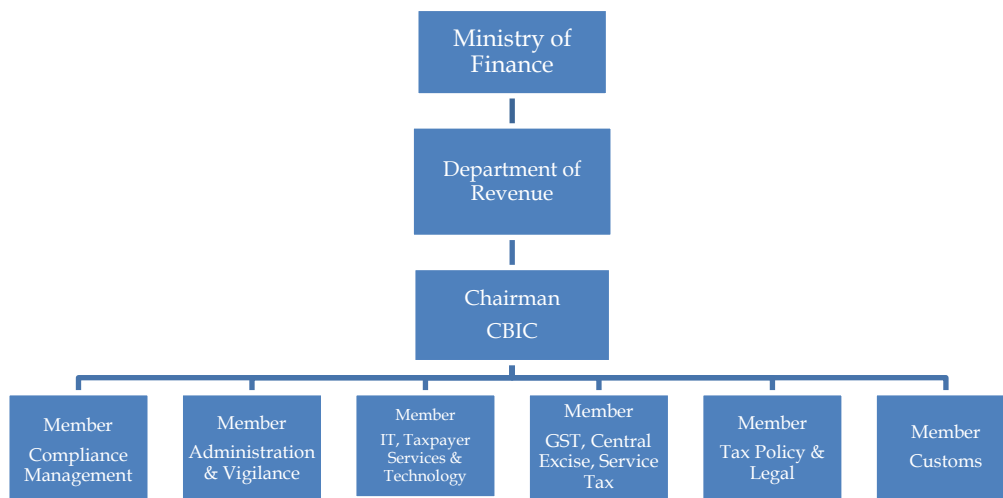 Ministry of
Finance
Department of
Revenue
Chairman
CBIC
Member
Compliance
Management
Member
Administration
& Vigilance
Member
IT, Taxpayer
Services &
Technology
Member
GST, Central
Excise, Service
Tax
Member
Tax Policy &
Legal
Member
Customs